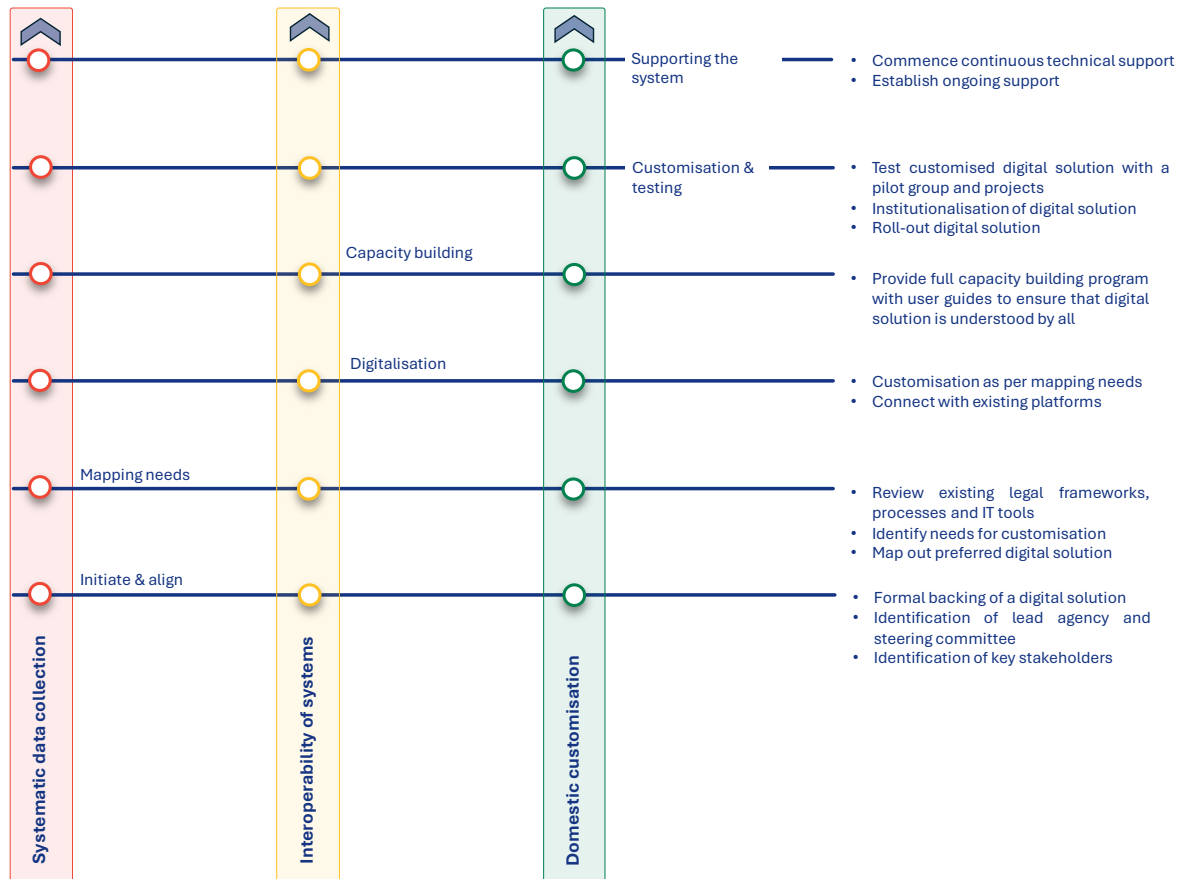 Supporting the
system
• Commence continuous technical support
• Establish ongoing support
Customisation &
testing
• Test customised digital solution with a
pilot group and projects
• Institutionalisation of digital solution
• Roll-out digital solution
Capacity building
• Provide full capacity building program
with user guides to ensure that digital
solution is understood by all
Digitalisation
• Customisation as per mapping needs
• Connect with existing platforms
Mapping needs
• Review existing legal frameworks,
processes and IT tools
• Identify needs for customisation
• Map out preferred digital solution
Initiate & align
• Formal backing of a digital solution
• Identification of lead agency and
steering committee
• Identification of key stakeholders
Systematic data collection
Interoperability of systems
Domestic customisation